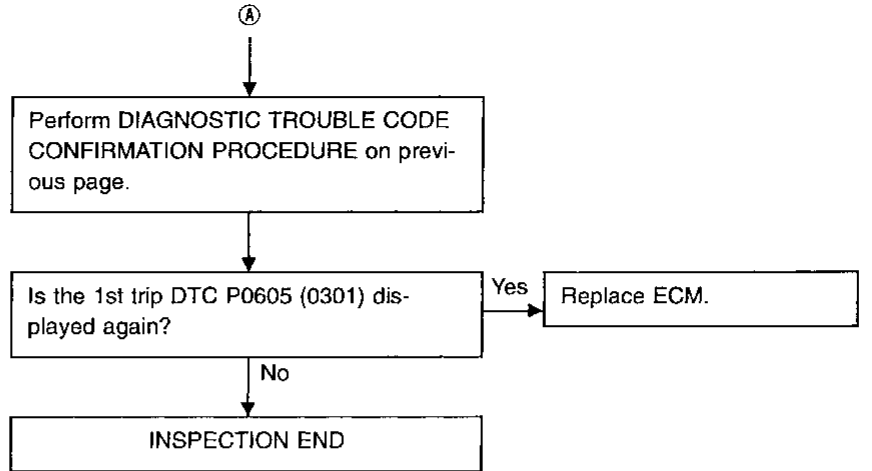 Ⓐ
Perform DIAGNOSTIC TROUBLE CODE
CONFIRMATION PROCEDURE on previ-
ous page.
Is the 1st trip DTC P0605 (0301) dis-
played again?
Yes
Replace ECM.
No
INSPECTION END